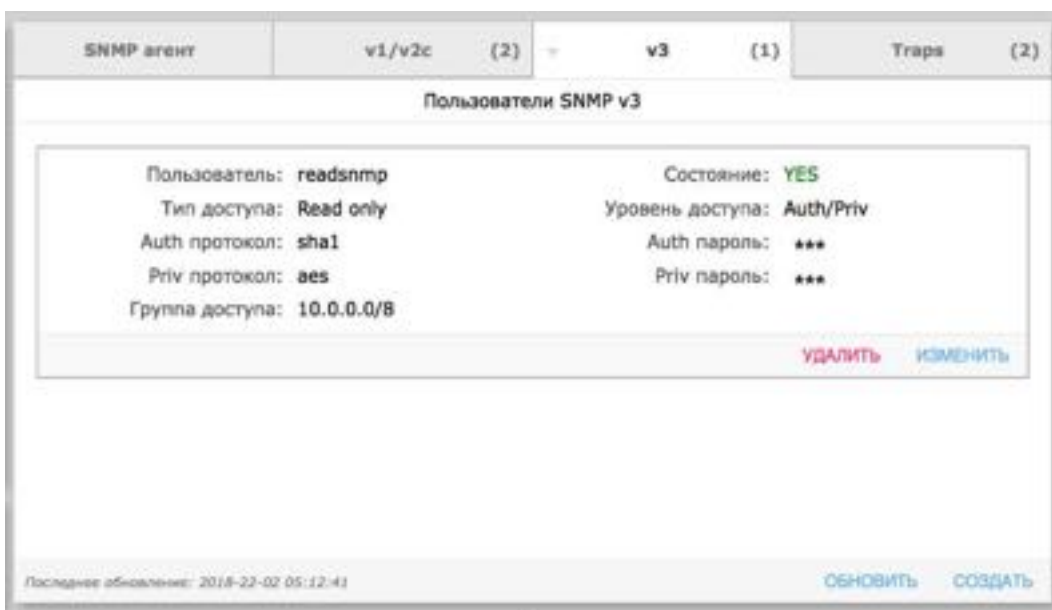 SNMP агент v1/v2c (2) v3 (1) Traps (2)
Пользователи SNMP v3
Пользователь: readsnmp Состояние: YES
Тип доступа: Read only Уровень доступа: Auth/Priv
Auth протокол: sha1 Auth пароль: ***
Priv протокол: aes Priv пароль: ***
Группа доступа: 10.0.0.0/8
УДАЛИТЬ ИЗМЕНИТЬ
Последнее обновление: 2018-22-02 05:12:41 ОБНОВИТЬ СОЗДАТЬ